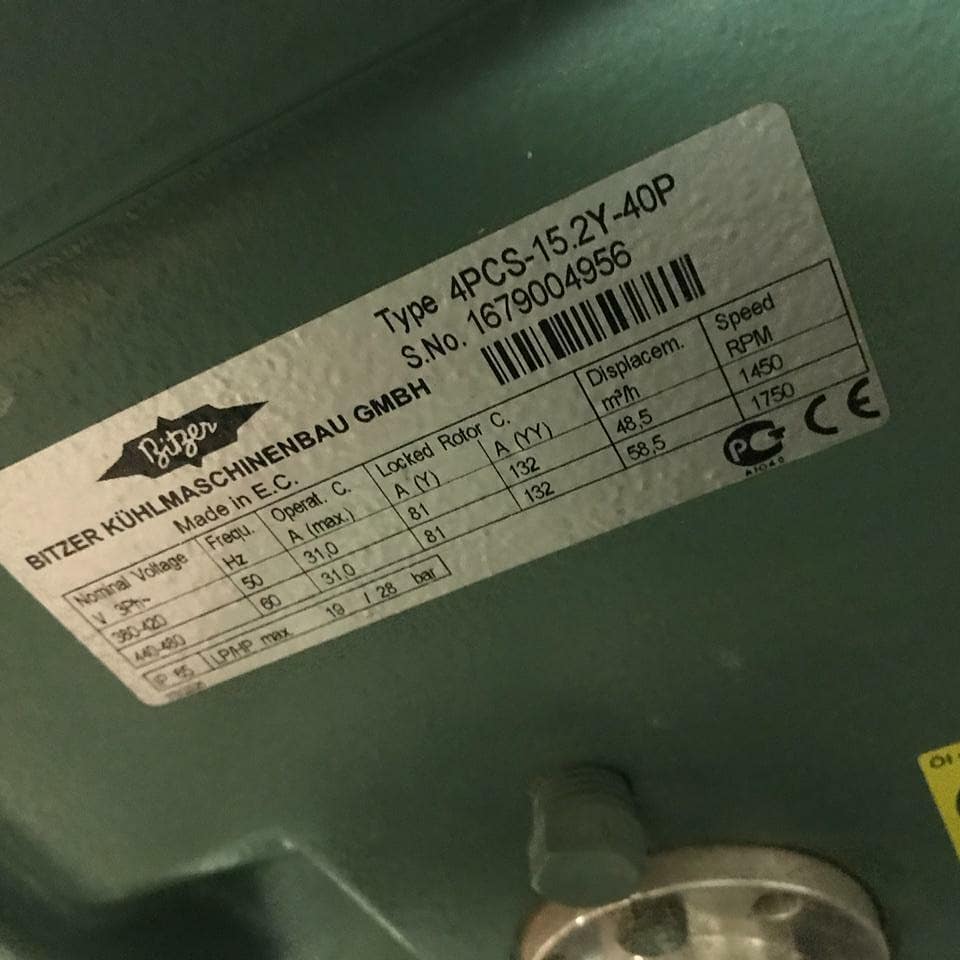 Type 4PCS-15.2Y-40P
S.No. 1679004956
Bitzer
BITZER KÜHLMASCHINENBAU GMBH
Made in E.C.
Nominal Voltage Frequ. Operat. C. Locked Rotor C. Displacem. Speed
V 3Ph~ Hz A (max.) A (Y) A (YY) m³/h RPM
380-420 50 31,0 81 132 48,5 1450
440-480 60 31,0 81 132 58,5 1750
IP 65 LP/HP max. 19 / 28 bar
PCT CE